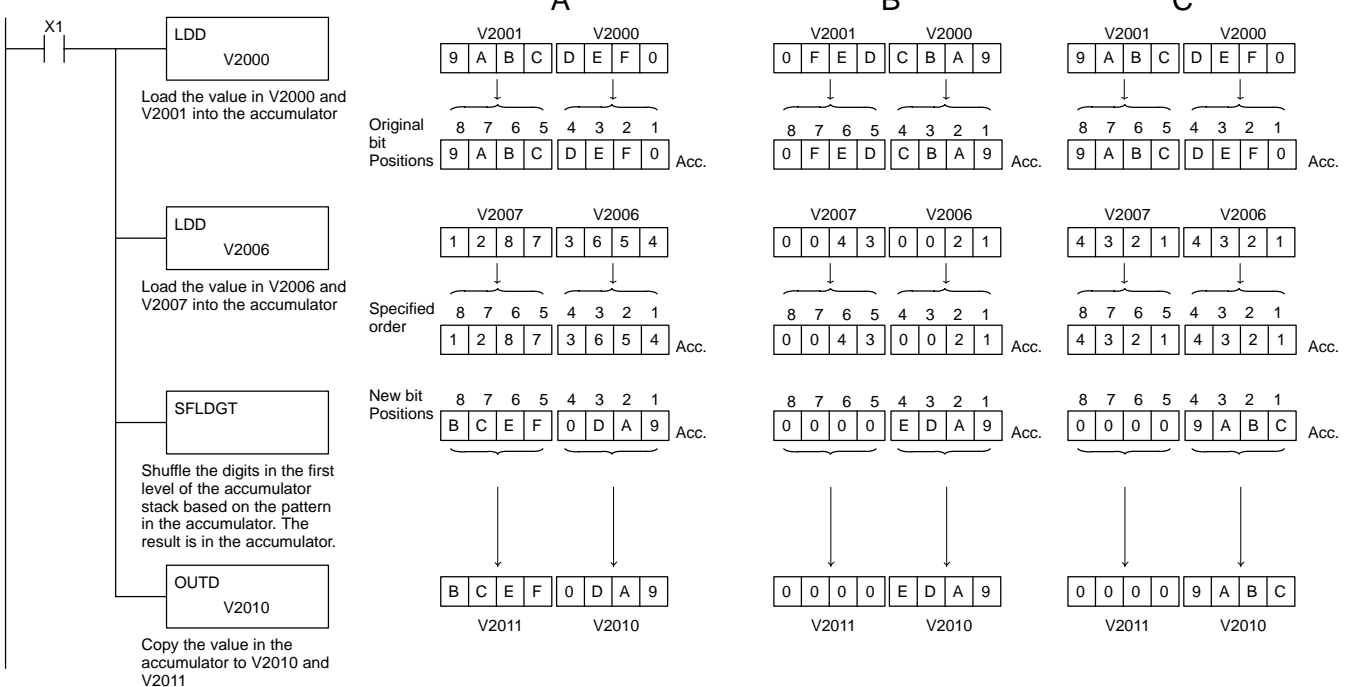 A B C
X1
LDD
V2000
Load the value in V2000 and
V2001 into the accumulator
V2001 V2000 V2001 V2000 V2001 V2000
9 A B C D E F 0 0 F E D C B A 9 9 A B C D E F 0
Original
bit
Positions
8 7 6 5 4 3 2 1 8 7 6 5 4 3 2 1 8 7 6 5 4 3 2 1
9 A B C D E F 0 Acc. 0 F E D C B A 9 Acc. 9 A B C D E F 0 Acc.
LDD
V2006
Load the value in V2006 and
V2007 into the accumulator
V2007 V2006 V2007 V2006 V2007 V2006
1 2 8 7 3 6 5 4 0 0 4 3 0 0 2 1 4 3 2 1 4 3 2 1
Specified
order
8 7 6 5 4 3 2 1 8 7 6 5 4 3 2 1 8 7 6 5 4 3 2 1
1 2 8 7 3 6 5 4 Acc. 0 0 4 3 0 0 2 1 Acc. 4 3 2 1 4 3 2 1 Acc.
SFLDGT
Shuffle the digits in the first
level of the accumulator
stack based on the pattern
in the accumulator. The
result is in the accumulator.
New bit
Positions
8 7 6 5 4 3 2 1 8 7 6 5 4 3 2 1 8 7 6 5 4 3 2 1
B C E F 0 D A 9 Acc. 0 0 0 0 E D A 9 Acc. 0 0 0 0 9 A B C Acc.
OUTD
V2010
Copy the value in the
accumulator to V2010 and
V2011
B C E F 0 D A 9 0 0 0 0 E D A 9 0 0 0 0 9 A B C
V2011 V2010 V2011 V2010 V2011 V2010